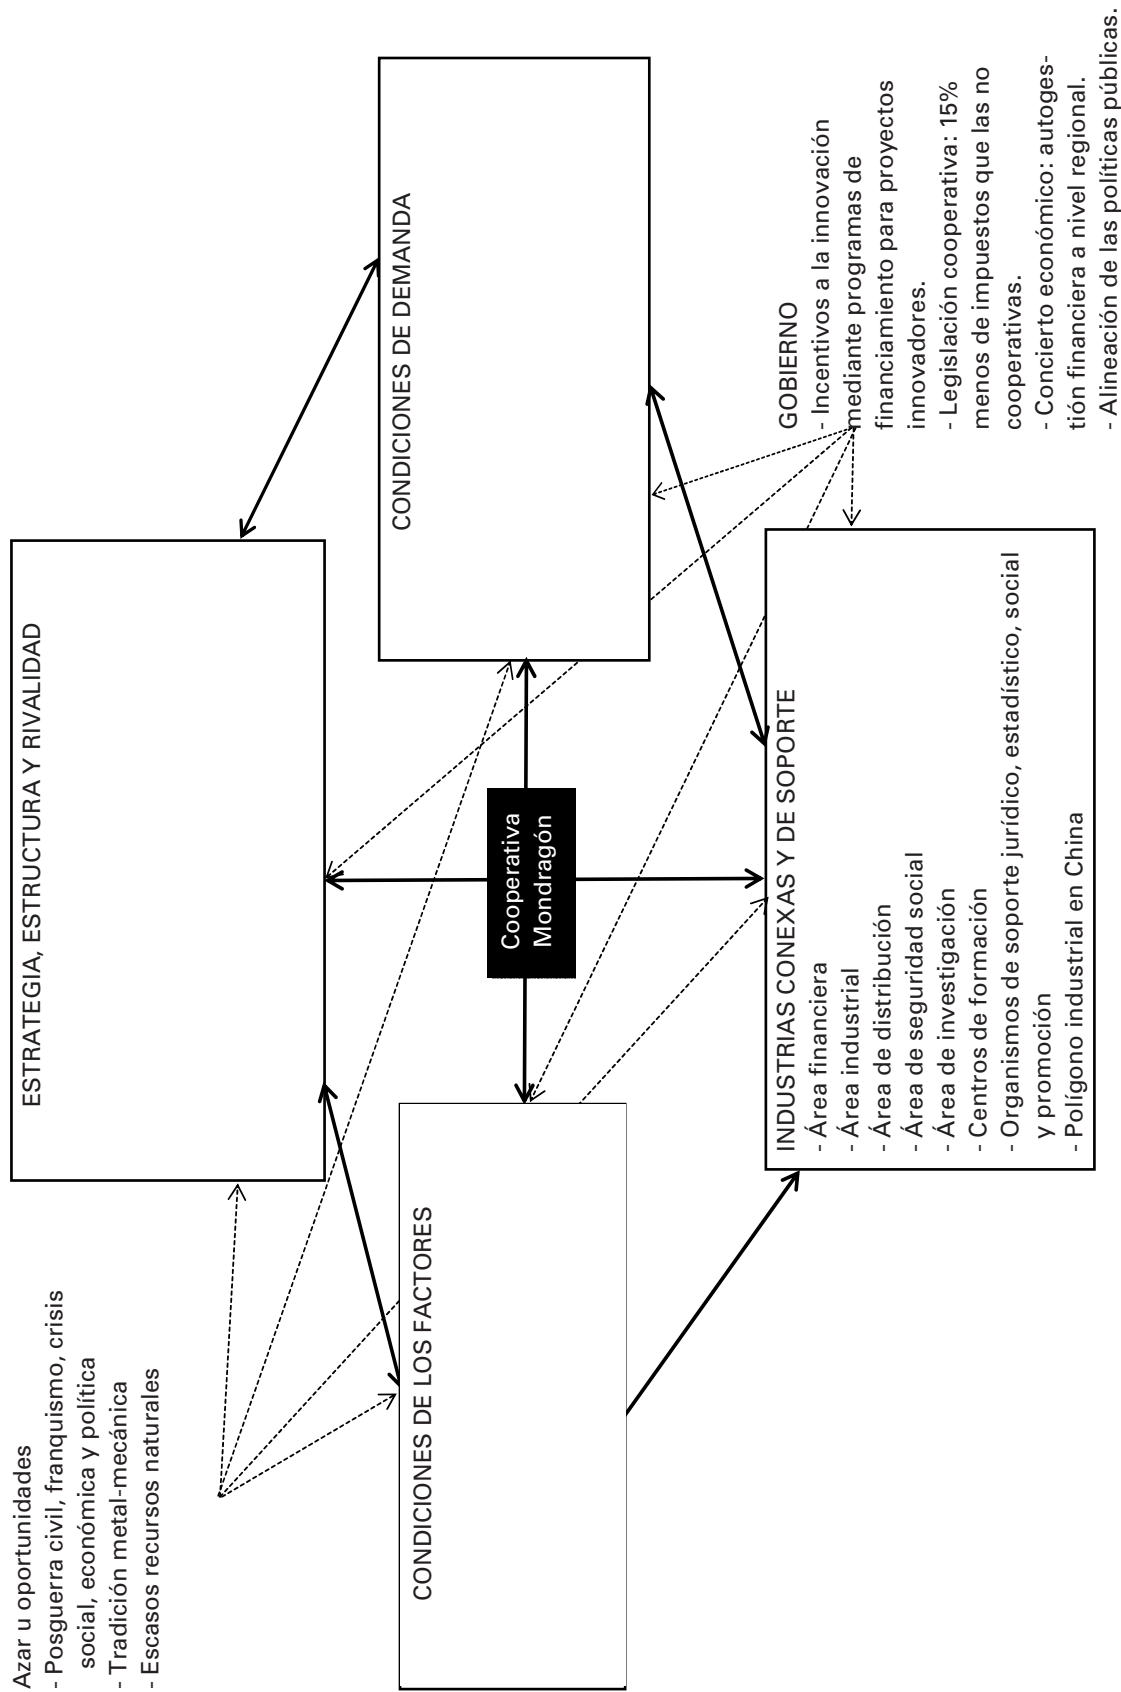 Azar u oportunidades
- Posguerra civil, franquismo, crisis
social, económica y política
- Tradición metal-mecánica
- Escasos recursos naturales
ESTRATEGIA, ESTRUCTURA Y RIVALIDAD
CONDICIONES DE LOS FACTORES
Cooperativa
Mondragón
CONDICIONES DE DEMANDA
INDUSTRIAS CONEXAS Y DE SOPORTE
- Área financiera
- Área industrial
- Área de distribución
- Área de seguridad social
- Área de investigación
- Centros de formación
- Organismos de soporte jurídico, estadístico, social
y promoción
- Polígono industrial en China
GOBIERNO
- Incentivos a la innovación
mediante programas de
financiamiento para proyectos
innovadores.
- Legislación cooperativa: 15%
menos de impuestos que las no
cooperativas.
- Concierto económico: autoges-
tión financiera a nivel regional.
- Alineación de las políticas públicas.